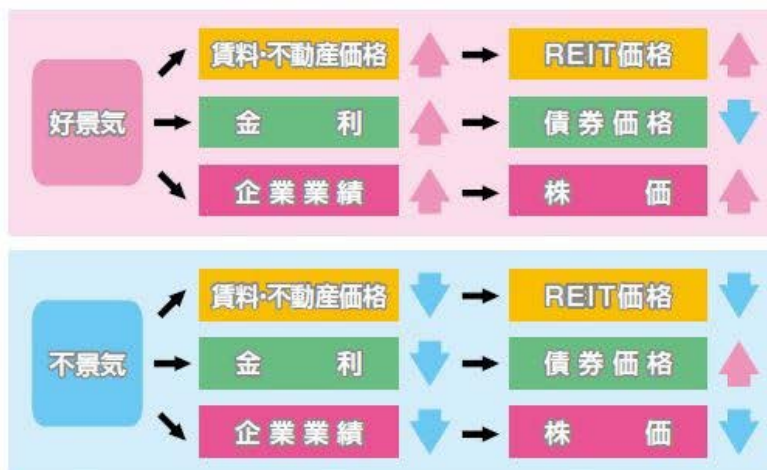 賃料・不動産価格
REIT価格
好景気
金利
債券価格
企業業績
株価
賃料・不動産価格
REIT価格
不景気
金利
債券価格
企業業績
株価